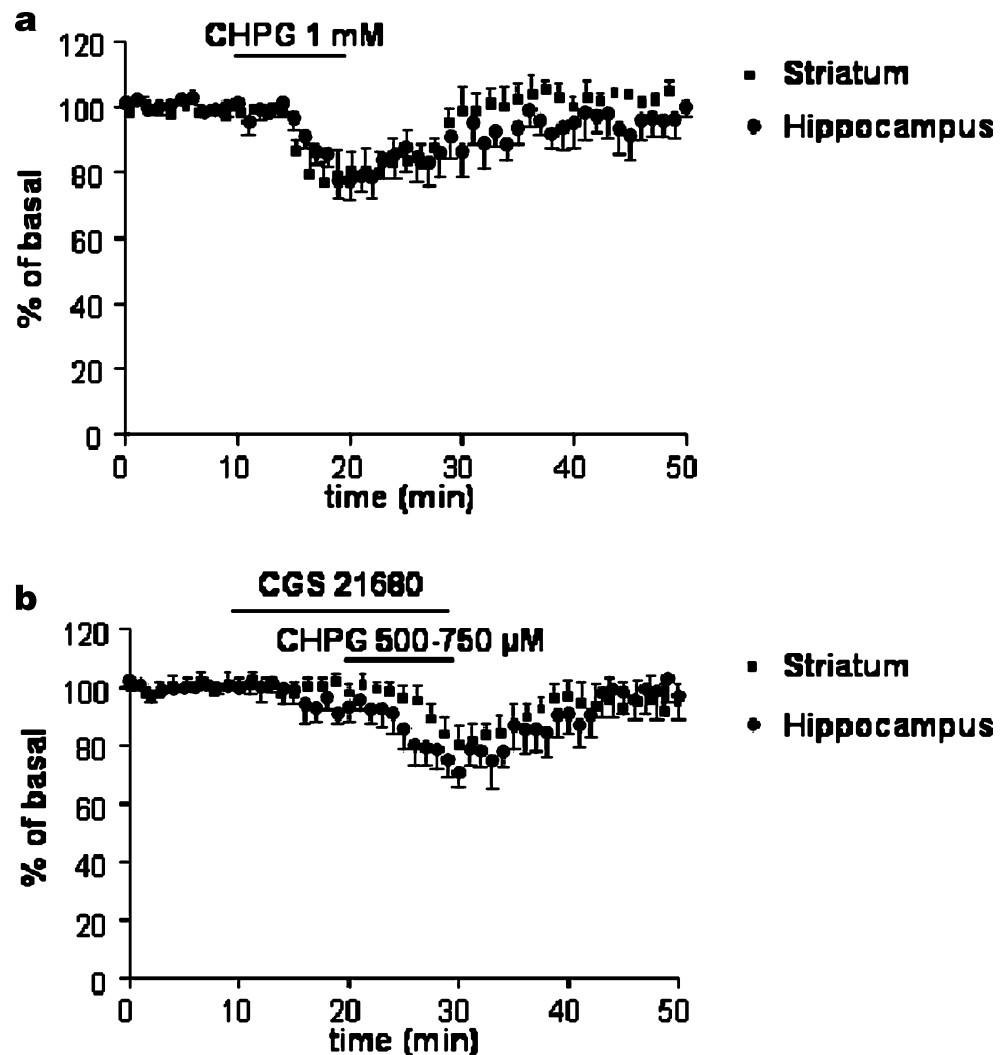 a
CHPG 1 mM
120
100
80
60
40
20
0
% of basal
0 10 20 30 40 50
time (min)
Striatum
Hippocampus
b
CGS 21680
CHPG 500-750 µM
120
100
80
60
40
20
0
% of basal
0 10 20 30 40 50
time (min)
Striatum
Hippocampus